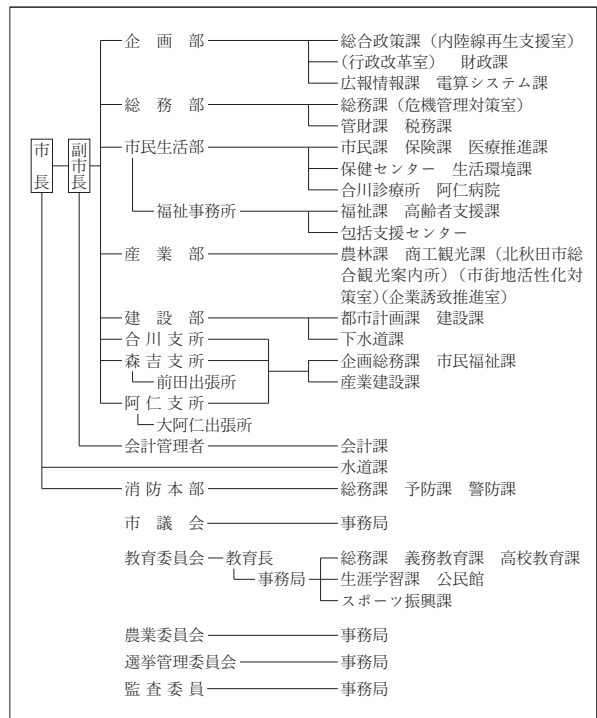 企画部 総合政策課（内陸線再生支援室）
（行政改革室） 財政課
広報情報課 電算システム課
総務部 総務課（危機管理対策室）
管財課 税務課
市長 副市長 市民生活部 市民課 保険課 医療推進課
保健センター 生活環境課
合川診療所 阿仁病院
福祉事務所 福祉課 高齢者支援課
包括支援センター
産業部 農林課 商工観光課（北秋田市総
合観光案内所）（市街地活性化対
策室）（企業誘致推進室）
建設部 都市計画課 建設課
合川支所 下水道課
森吉支所 企画総務課 市民福祉課
前田出張所 産業建設課
阿仁支所
大阿仁出張所
会計管理者 会計課
水道課
消防本部 総務課 予防課 警防課
市議会 事務局
教育委員会 教育長 総務課 義務教育課 高校教育課
事務局 生涯学習課 公民館
スポーツ振興課
農業委員会 事務局
選挙管理委員会 事務局
監査委員 事務局